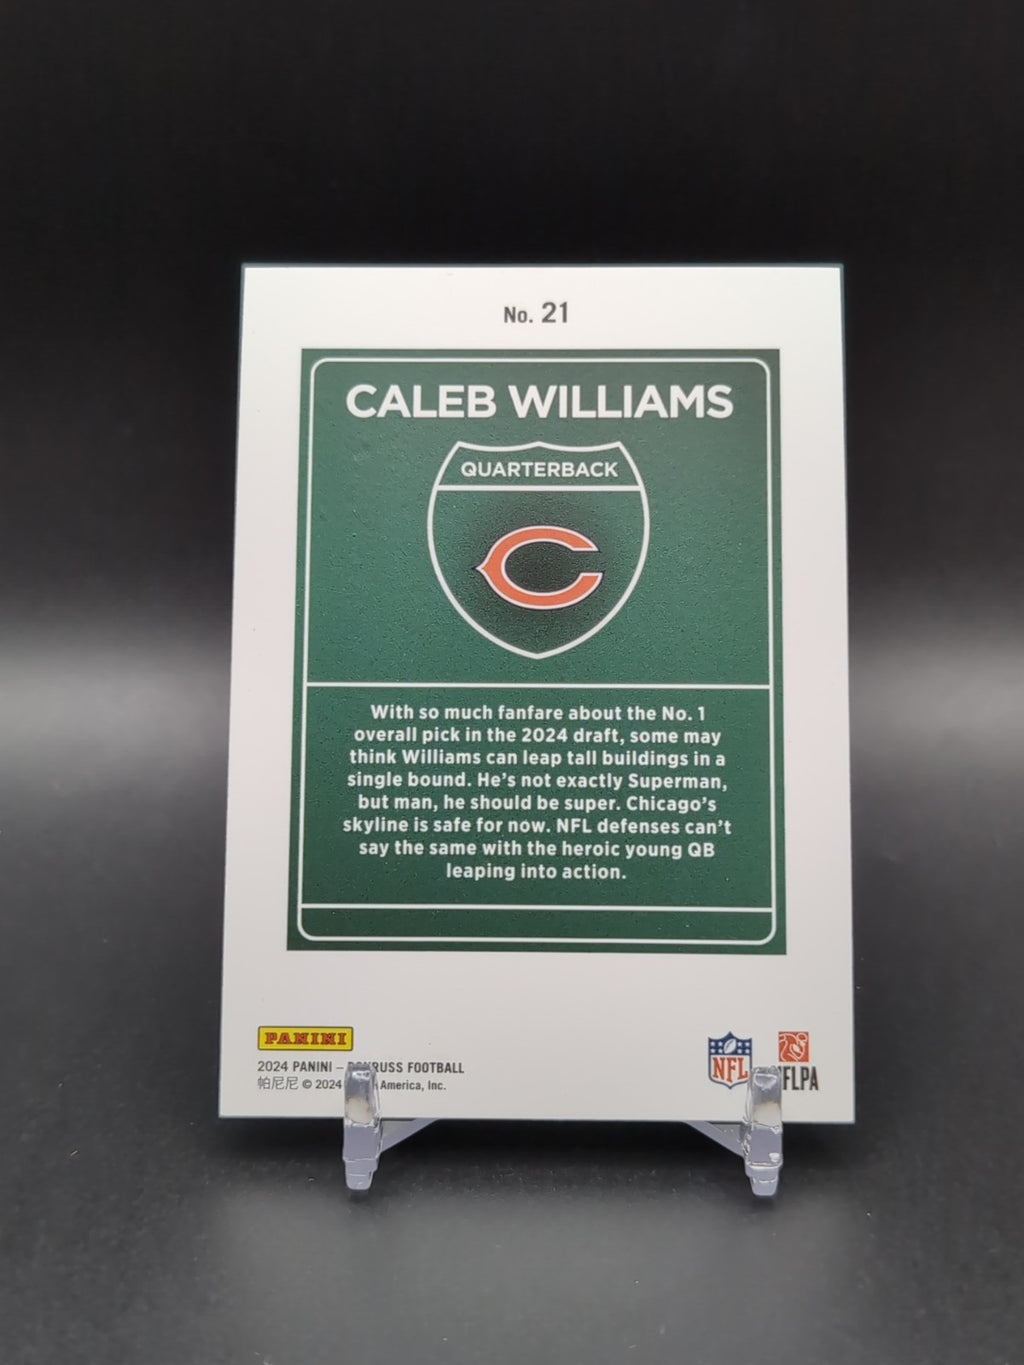 No. 21
CALEB WILLIAMS
QUARTERBACK
With so much fanfare about the No. 1
overall pick in the 2024 draft, some may
think Williams can leap tall buildings in a
single bound. He's not exactly Superman,
but man, he should be super. Chicago's
skyline is safe for now. NFL defenses can't
say the same with the heroic young QB
leaping into action.
PANINI
2024 PANINI – DONRUSS FOOTBALL
帕尼尼 © 2024 America, Inc.
NFL
NFLPA